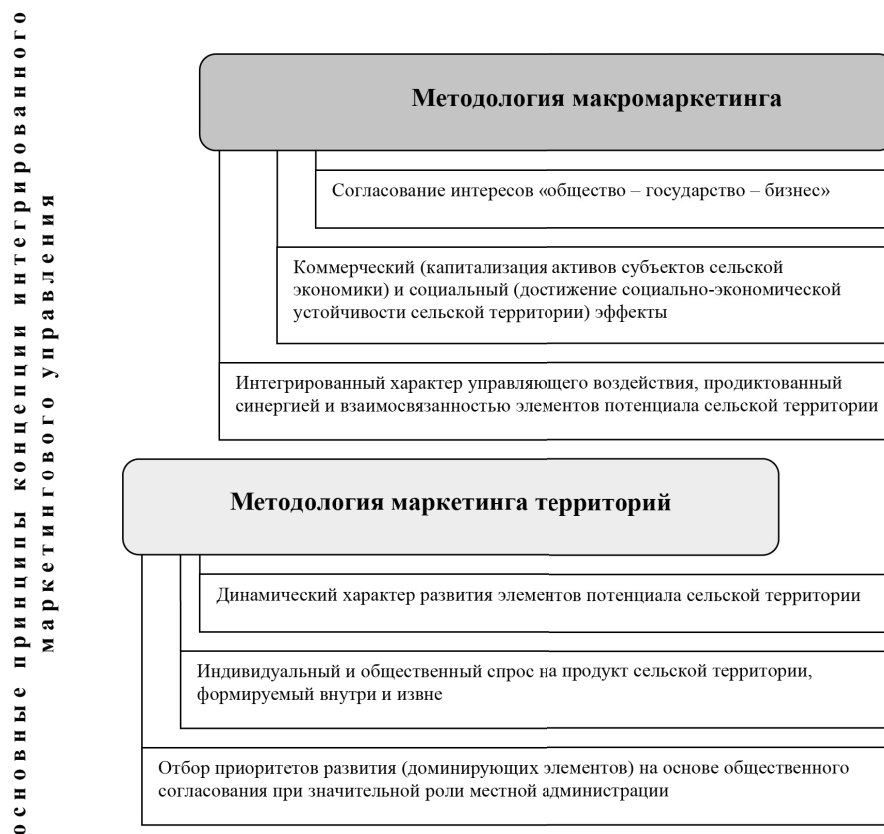 основные принципы концепции интегрированного
маркетингового управления
Методология макромаркетинга
Согласование интересов «общество – государство – бизнес»
Коммерческий (капитализация активов субъектов сельской
экономики) и социальный (достижение социально-экономической
устойчивости сельской территории) эффекты
Интегрированный характер управляющего воздействия, продиктованный
синергией и взаимосвязанностью элементов потенциала сельской территории
Методология маркетинга территорий
Динамический характер развития элементов потенциала сельской территории
Индивидуальный и общественный спрос на продукт сельской территории,
формируемый внутри и извне
Отбор приоритетов развития (доминирующих элементов) на основе общественного
согласования при значительной роли местной администрации